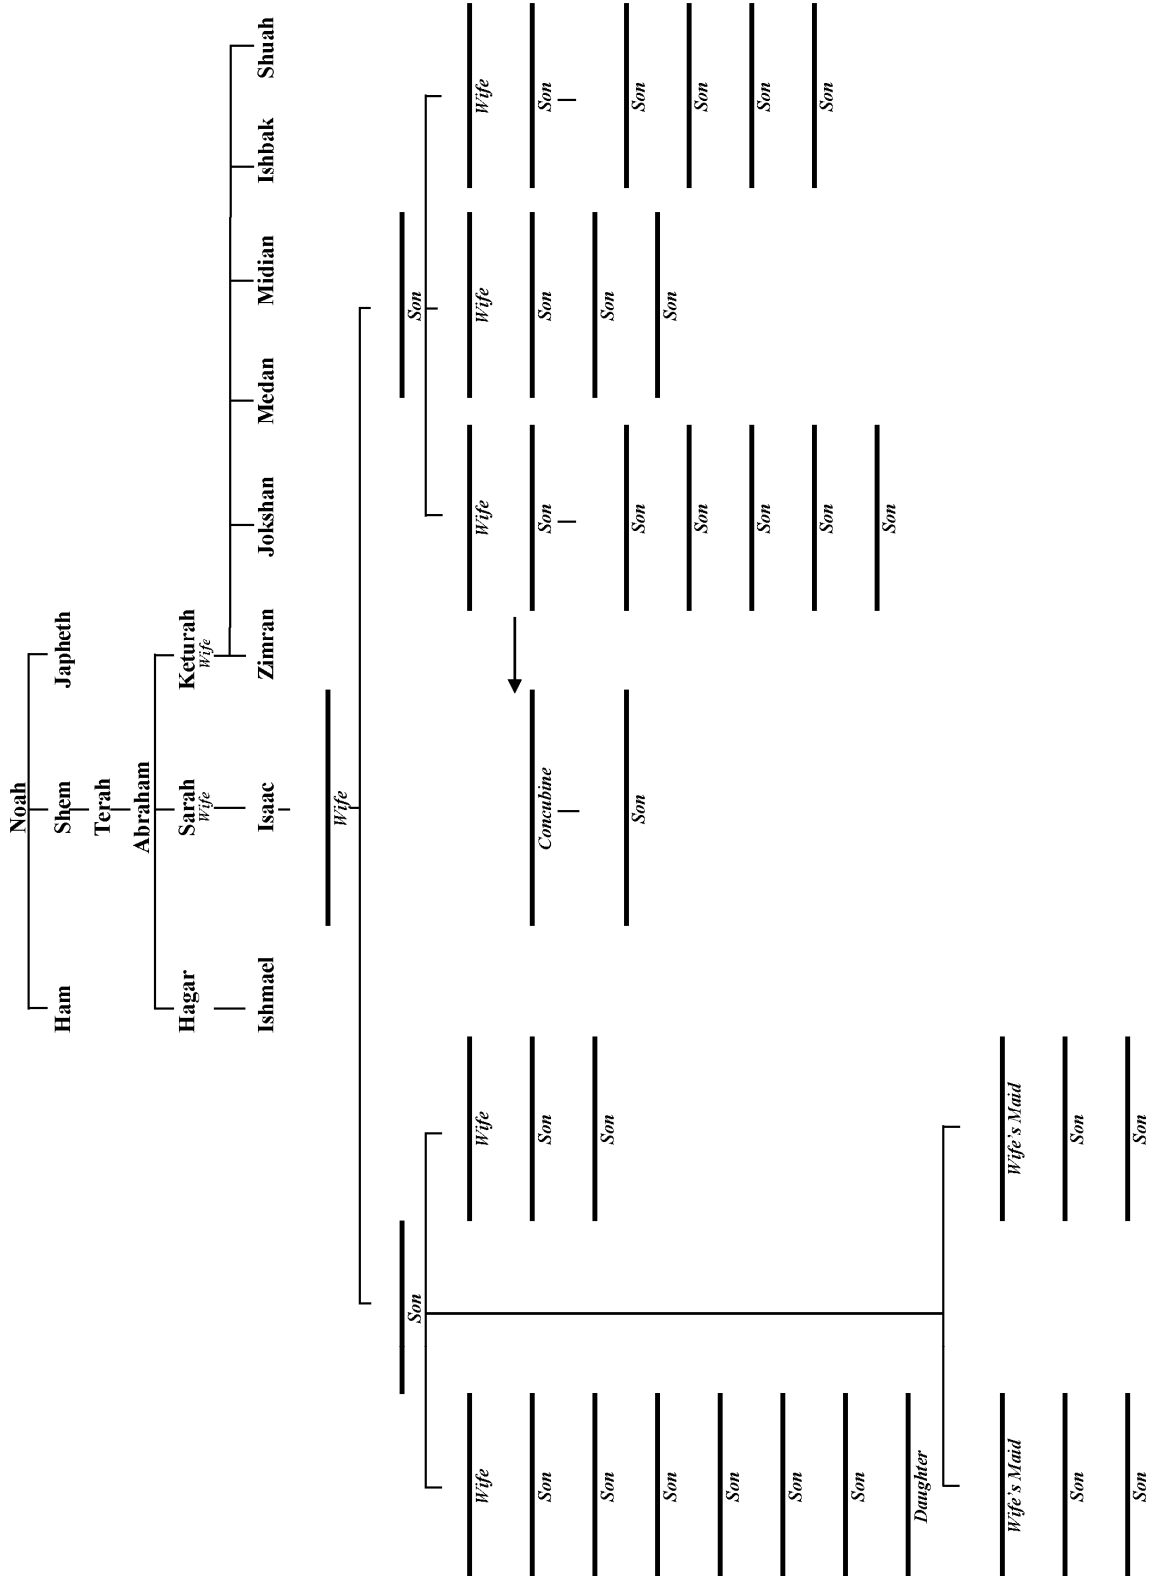 Noah
Ham Shem Japheth
Terah
Abraham
Hagar Sarah Keturah
Wife Wife
Ishmael Isaac Zimran Jokshan Medan Midian Ishbak Shuah
Wife
Son Son
Wife Wife Wife Wife Wife
Son Son Concubine Son Son Son
Son Son Son
Son Son Son
Son Son
Son Son
Son
Son Son
Son
Son Son
Son
Son
Daughter
Wife's Maid Wife's Maid
Son Son
Son Son